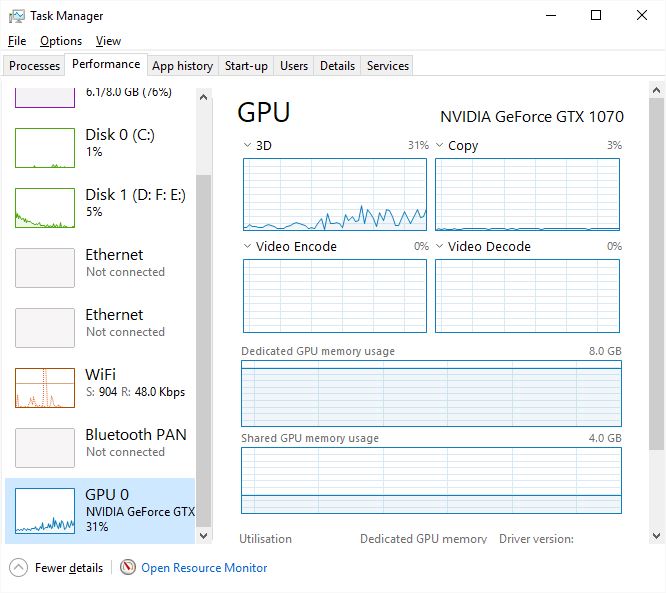 Task Manager
File Options View
Processes Performance App history Start-up Users Details Services
6.1/8.0 GB (76%)
Disk 0 (C:)
1%
Disk 1 (D: F: E:)
5%
Ethernet
Not connected
Ethernet
Not connected
WiFi
S: 904 R: 48.0 Kbps
Bluetooth PAN
Not connected
GPU 0
NVIDIA GeForce GTX
31%
GPU NVIDIA GeForce GTX 1070
3D 31% Copy 3%
Video Encode 0% Video Decode 0%
Dedicated GPU memory usage 8.0 GB
Shared GPU memory usage 4.0 GB
Utilisation Dedicated GPU memory Driver version:
Fewer details Open Resource Monitor